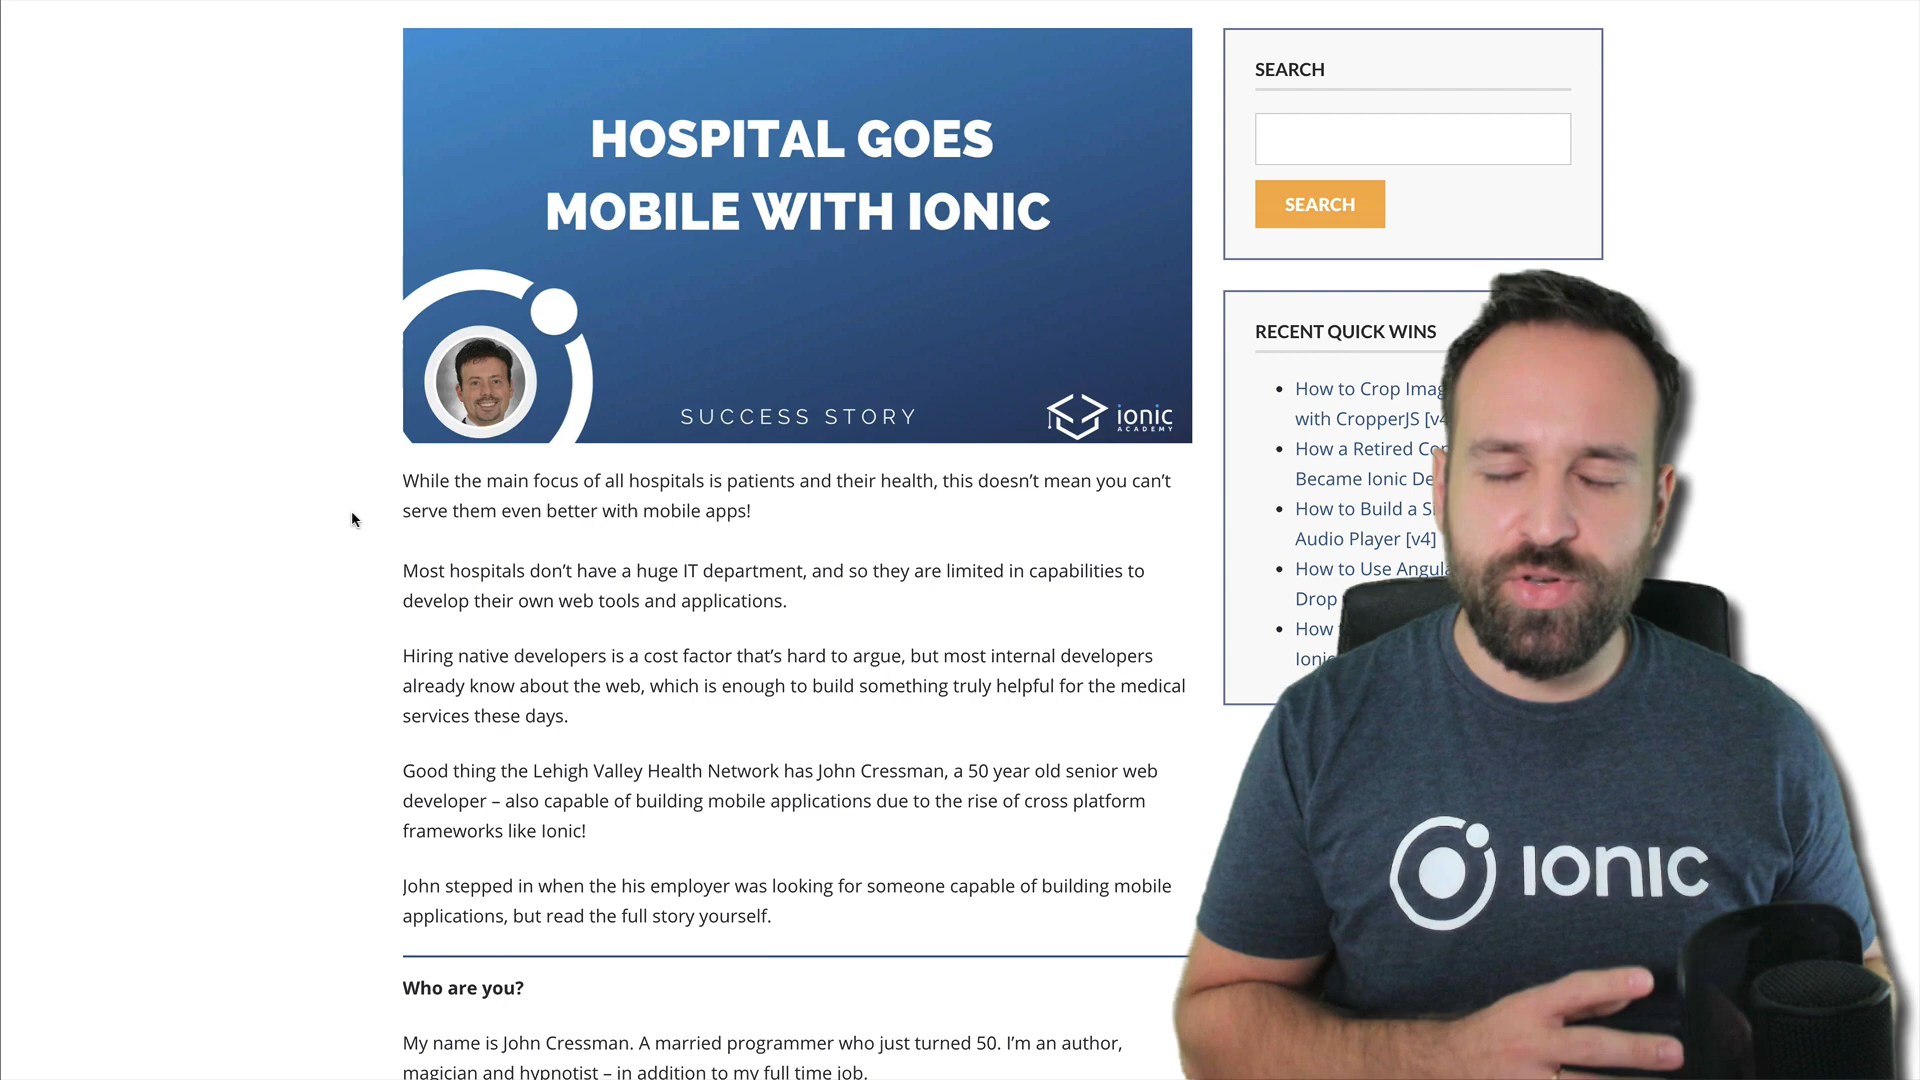 HOSPITAL GOES
MOBILE WITH IONIC
SUCCESS STORY
ionic
ACADEMY
While the main focus of all hospitals is patients and their health, this doesn’t mean you can’t
serve them even better with mobile apps!
Most hospitals don’t have a huge IT department, and so they are limited in capabilities to
develop their own web tools and applications.
Hiring native developers is a cost factor that’s hard to argue, but most internal developers
already know about the web, which is enough to build something truly helpful for the medical
services these days.
Good thing the Lehigh Valley Health Network has John Cressman, a 50 year old senior web
developer – also capable of building mobile applications due to the rise of cross platform
frameworks like Ionic!
John stepped in when the his employer was looking for someone capable of building mobile
applications, but read the full story yourself.
Who are you?
My name is John Cressman. A married programmer who just turned 50. I’m an author,
magician and hypnotist – in addition to my full time job.
SEARCH
SEARCH
RECENT QUICK WINS
How to Crop
with CropperJS
How a Retired
Became Ionic
How to Build a
Audio Player [v4]
How to Use
Drop
How
ionic